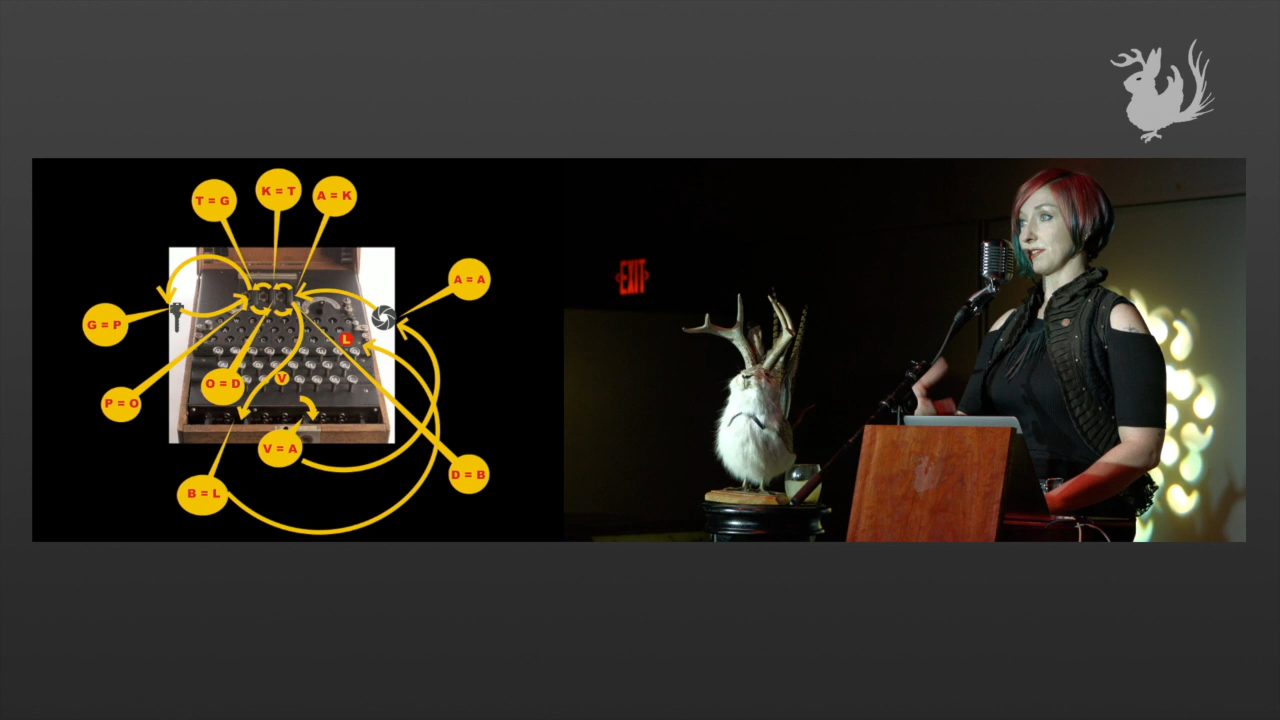 T = G
K = T
A = K
A = A
G = P
L
V
O = D
P = O
V = A
D = B
B = L
EXIT